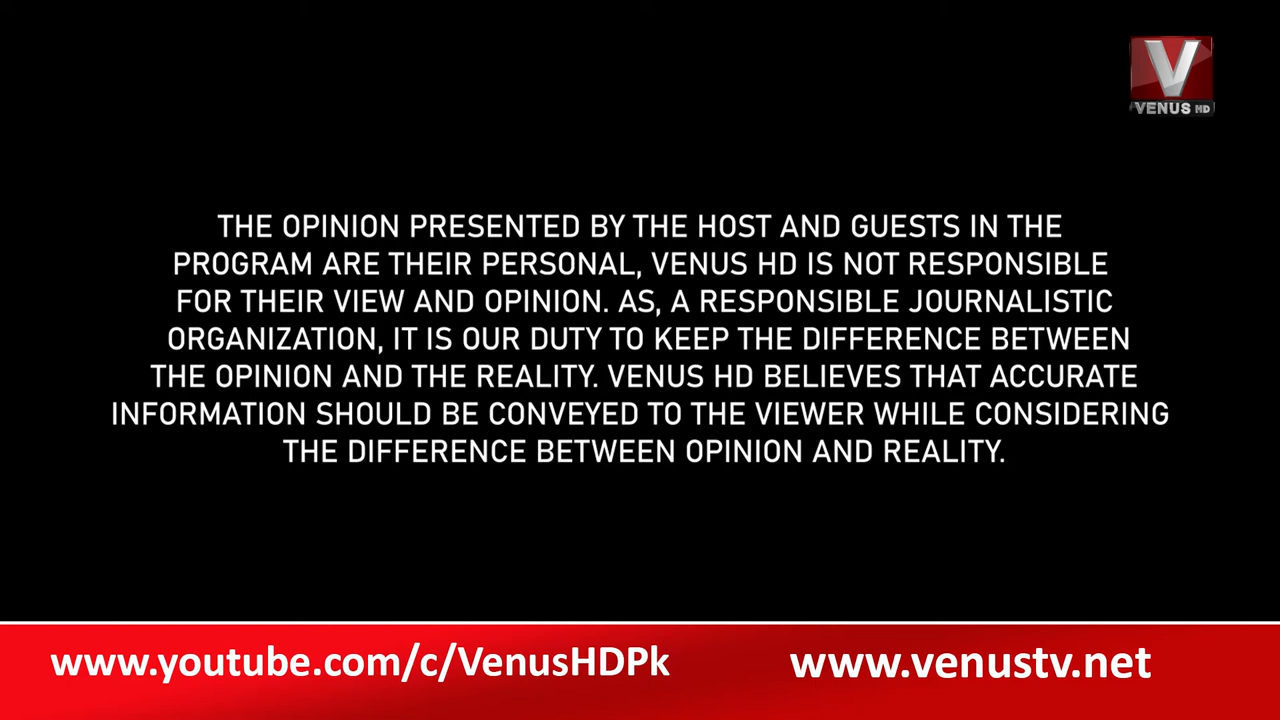 V
VENUS HD
THE OPINION PRESENTED BY THE HOST AND GUESTS IN THE
PROGRAM ARE THEIR PERSONAL, VENUS HD IS NOT RESPONSIBLE
FOR THEIR VIEW AND OPINION. AS, A RESPONSIBLE JOURNALISTIC
ORGANIZATION, IT IS OUR DUTY TO KEEP THE DIFFERENCE BETWEEN
THE OPINION AND THE REALITY. VENUS HD BELIEVES THAT ACCURATE
INFORMATION SHOULD BE CONVEYED TO THE VIEWER WHILE CONSIDERING
THE DIFFERENCE BETWEEN OPINION AND REALITY.
www.youtube.com/c/VenusHDPk www.venustv.net